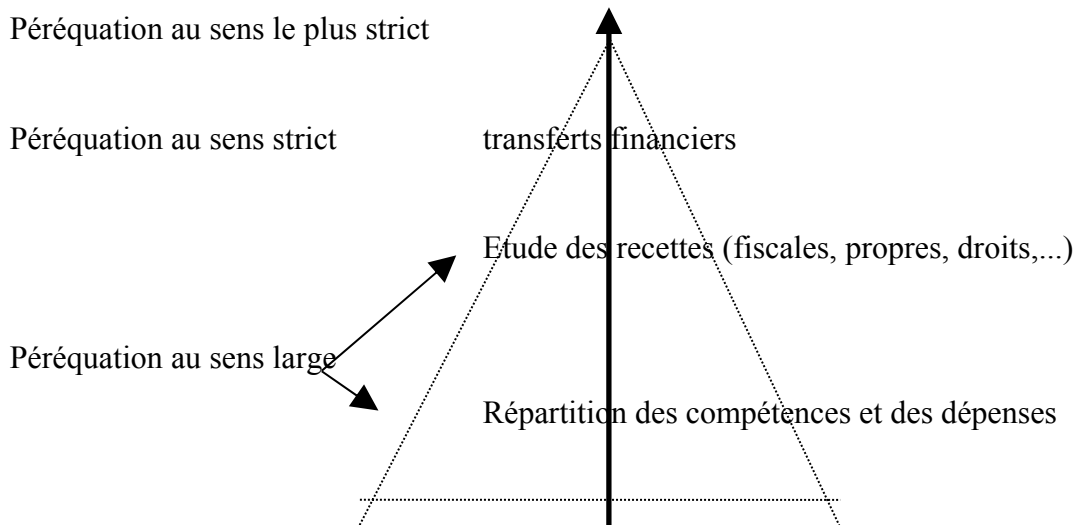 Péréquation au sens le plus strict
Péréquation au sens strict transferts financiers
Etude des recettes (fiscales, propres, droits,...)
Péréquation au sens large
Répartition des compétences et des dépenses